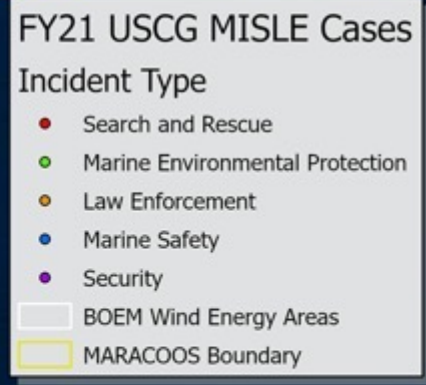 FY21 USCG MISLE Cases
Incident Type
Search and Rescue
Marine Environmental Protection
Law Enforcement
Marine Safety
Security
BOEM Wind Energy Areas
MARACOOS Boundary